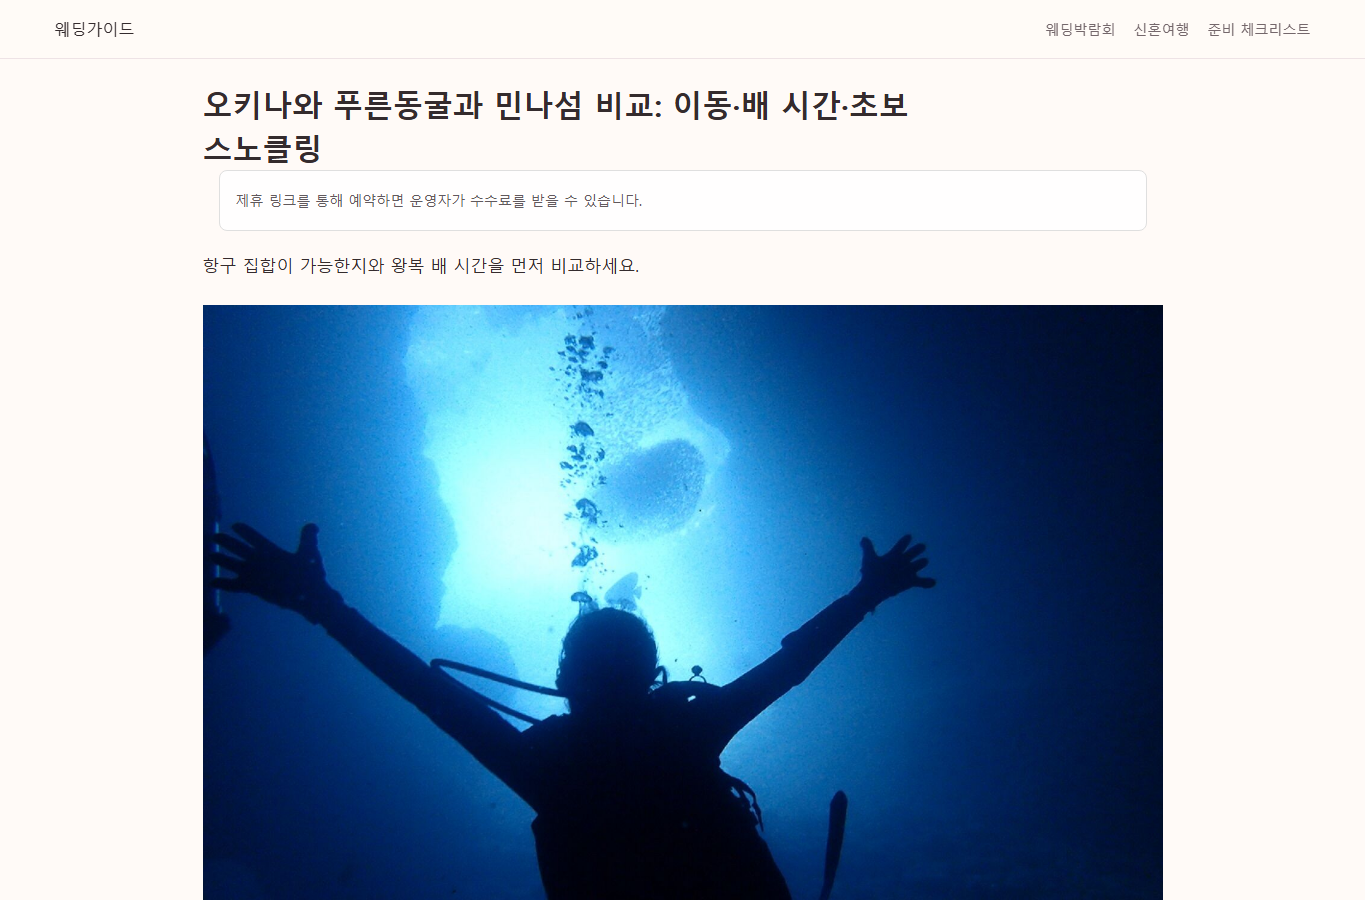 웨딩가이드
웨딩박람회 신혼여행 준비 체크리스트
오키나와 푸른동굴과 민나섬 비교: 이동·배 시간·초보
스노클링
제휴 링크를 통해 예약하면 운영자가 수수료를 받을 수 있습니다.
항구 집합이 가능한지와 왕복 배 시간을 먼저 비교하세요.